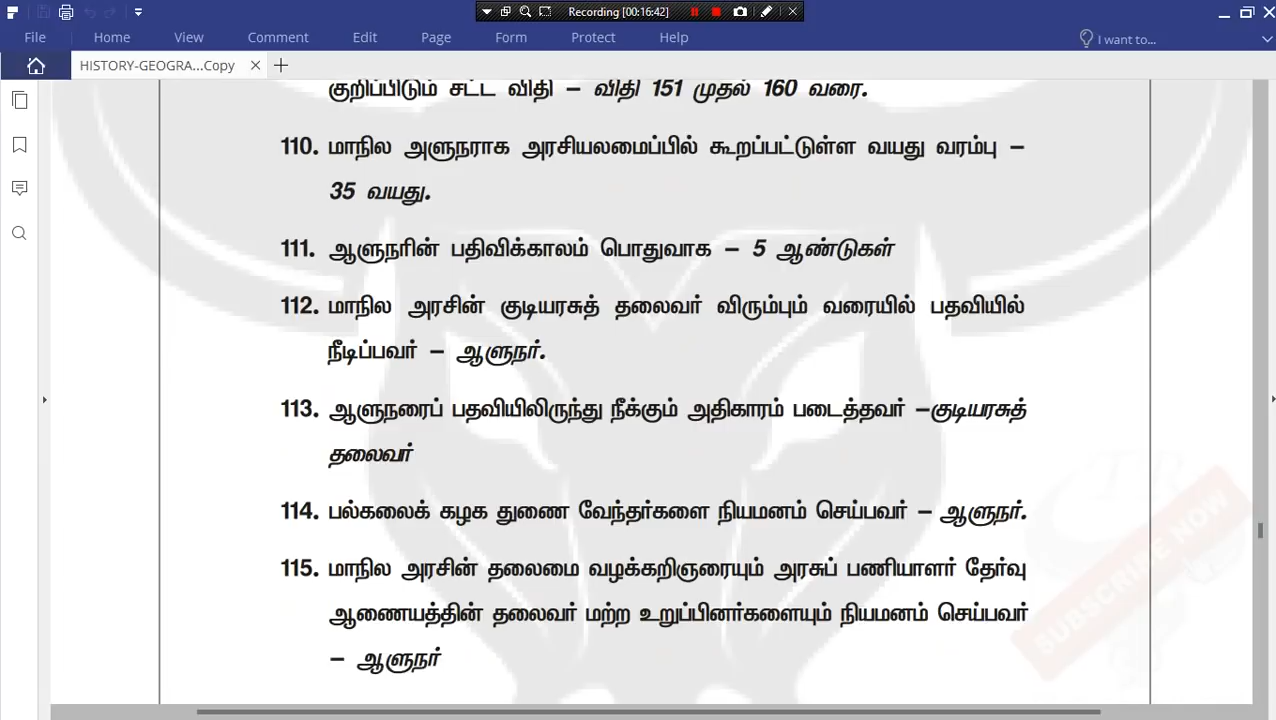 Recording [00:16:42]
File Home View Comment Edit Page Form Protect Help I want to...
HISTORY-GEOGRA...Copy
குறிப்பிடும் சட்ட விதி – விதி 151 முதல் 160 வரை.
110. மாநில அளுநராக அரசியலமைப்பில் கூறப்பட்டுள்ள வயது வரம்பு –
35 வயது.
111. ஆளுநரின் பதிவிக்காலம் பொதுவாக – 5 ஆண்டுகள்
112. மாநில அரசின் குடியரசுத் தலைவர் விரும்பும் வரையில் பதவியில்
நீடிப்பவர் – ஆளுநர்.
113. ஆளுநரைப் பதவியிலிருந்து நீக்கும் அதிகாரம் படைத்தவர் –குடியரசுத்
தலைவர்
114. பல்கலைக் கழக துணை வேந்தர்களை நியமனம் செய்பவர் – ஆளுநர்.
115. மாநில அரசின் தலைமை வழக்கறிஞரையும் அரசுப் பணியாளர் தேர்வு
ஆணையத்தின் தலைவர் மற்ற உறுப்பினர்களையும் நியமனம் செய்பவர்
– ஆளுநர்
SUBSCRIBE NOW